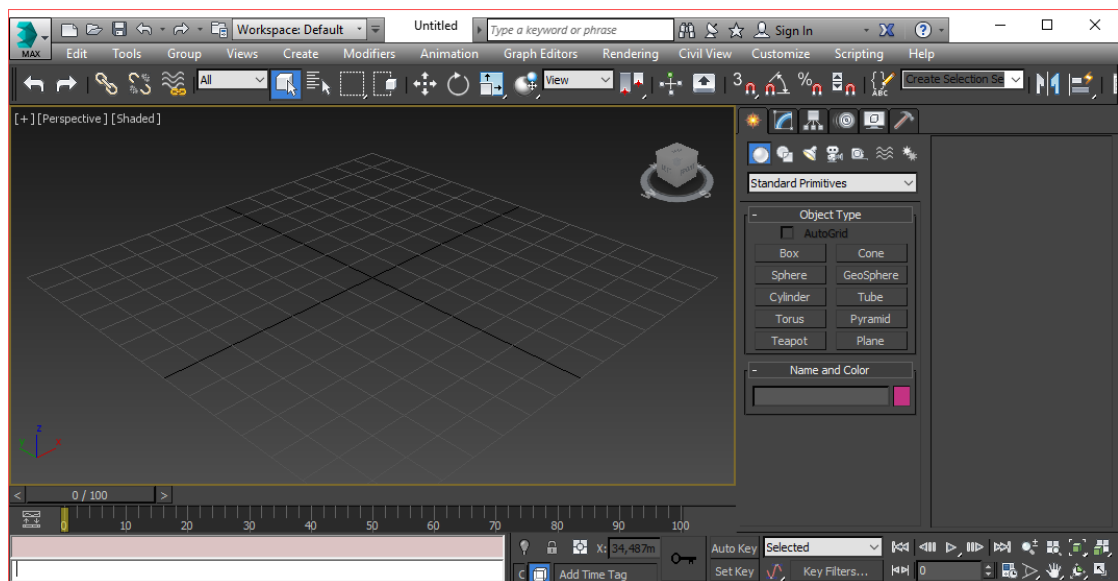 Workspace: Default Untitled Type a keyword or phrase Sign In
MAX Edit Tools Group Views Create Modifiers Animation Graph Editors Rendering Civil View Customize Scripting Help
All View 3 % ABC Create Selection Se
[+][Perspective][Shaded]
Standard Primitives
- Object Type
AutoGrid
Box Cone
Sphere GeoSphere
Cylinder Tube
Torus Pyramid
Teapot Plane
- Name and Color
z
y x
< 0 / 100 >
0 10 20 30 40 50 60 70 80 90 100
X: 34,487m Auto Key Selected
C Add Time Tag Set Key Key Filters... 0